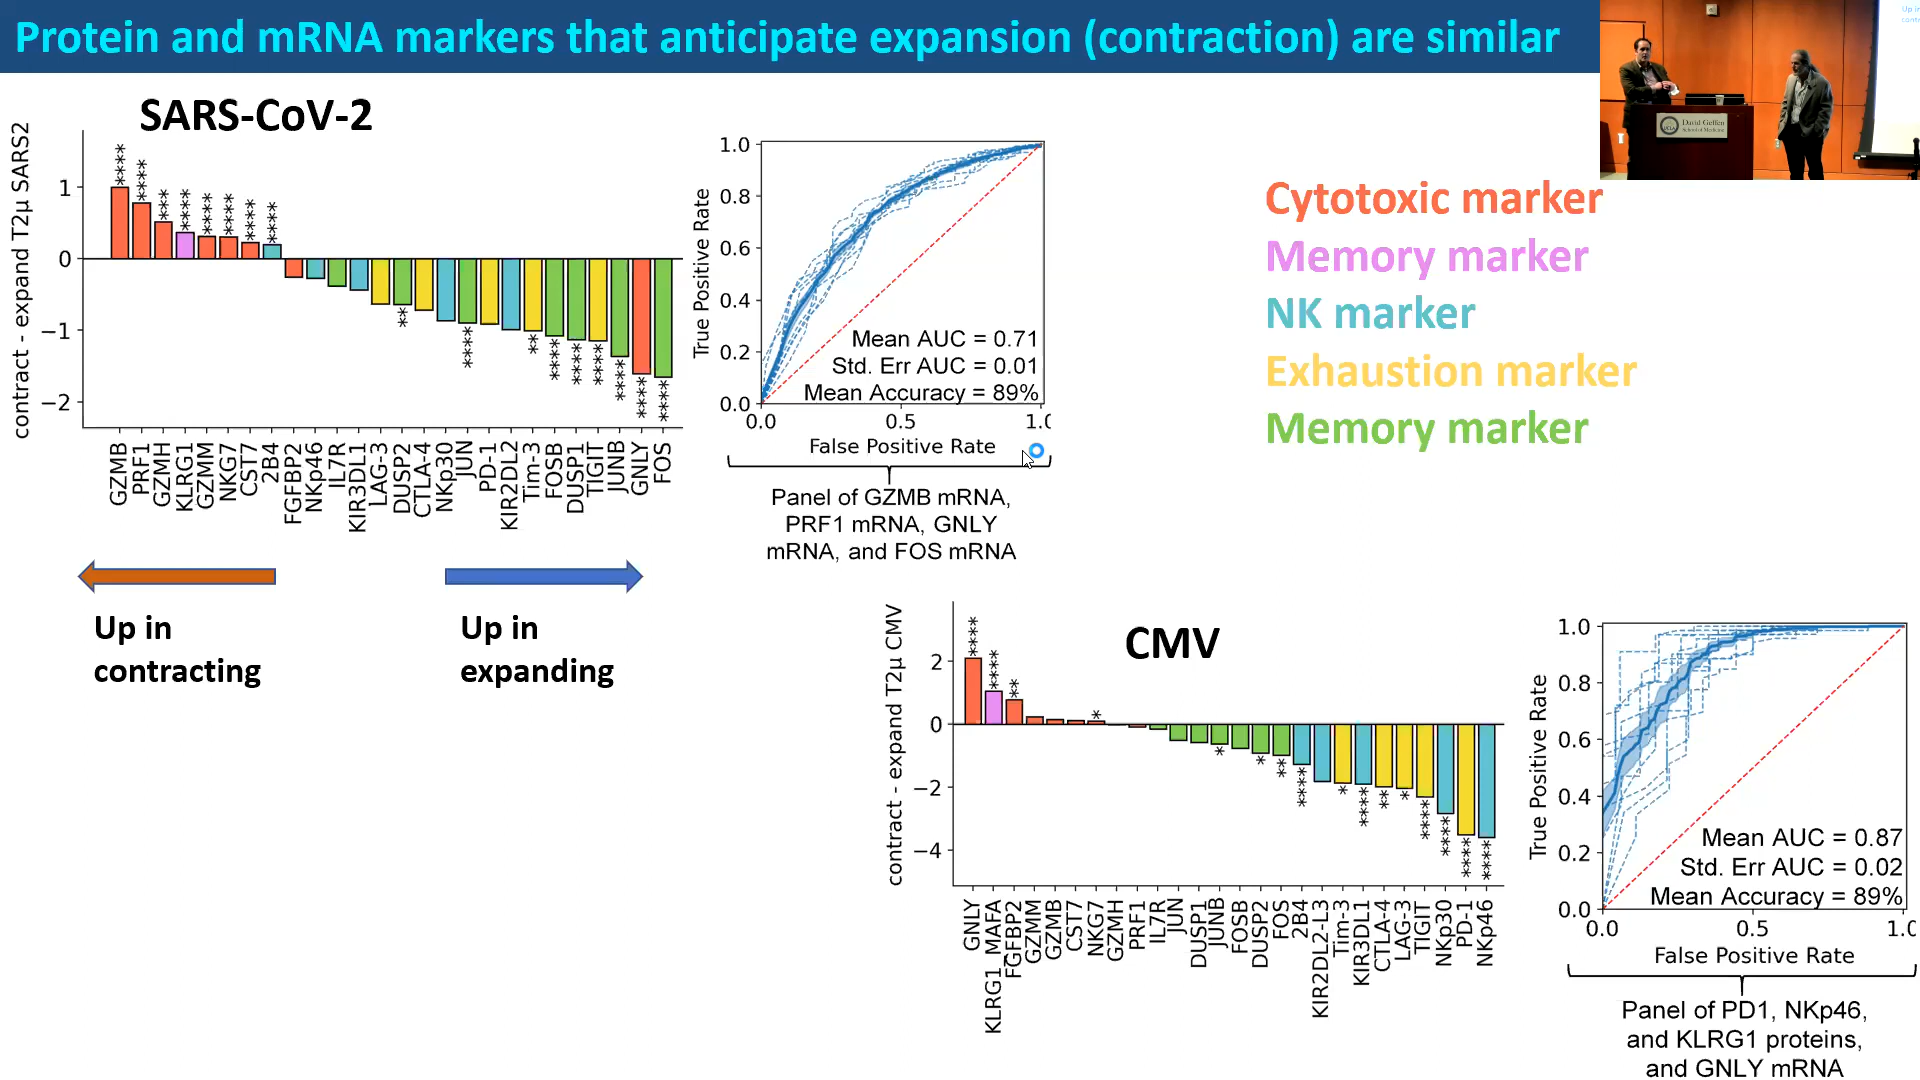 Protein and mRNA markers that anticipate expansion (contraction) are similar
SARS-CoV-2
contract - expand T2μ SARS2
1
0
−1
−2
****
****
***
****
****
****
****
****
**
****
**
****
****
****
****
****
****
GZMB
PRF1
GZMH
KLRG1
GZMM
NKG7
CST7
2B4
FGFBP2
NKp46
IL7R
KIR3DL1
LAG-3
DUSP2
CTLA-4
NKp30
JUN
PD-1
KIR2DL2
Tim-3
FOSB
DUSP1
TIGIT
JUNB
GNLY
FOS
Up in
contracting
Up in
expanding
True Positive Rate
1.0
0.8
0.6
0.4
0.2
0.0
Mean AUC = 0.71
Std. Err AUC = 0.01
Mean Accuracy = 89%
0.0
0.5
1.0
False Positive Rate
Panel of GZMB mRNA,
PRF1 mRNA, GNLY
mRNA, and FOS mRNA
David Geffen
School of Medicine
Cytotoxic marker
Memory marker
NK marker
Exhaustion marker
Memory marker
CMV
contract - expand T2μ CMV
2
0
−2
−4
****
****
**
*
*
*
**
****
*
****
**
*
****
****
****
****
GNLY
KLRG1_MAFA
FGFBP2
GZMM
GZMB
CST7
NKG7
GZMH
PRF1
IL7R
JUN
DUSP1
JUNB
FOSB
DUSP2
FOS
2B4
KIR2DL2-L3
Tim-3
KIR3DL1
CTLA-4
LAG-3
TIGIT
NKp30
PD-1
NKp46
True Positive Rate
1.0
0.8
0.6
0.4
0.2
0.0
Mean AUC = 0.87
Std. Err AUC = 0.02
Mean Accuracy = 89%
0.0
0.5
1.0
False Positive Rate
Panel of PD1, NKp46,
and KLRG1 proteins,
and GNLY mRNA